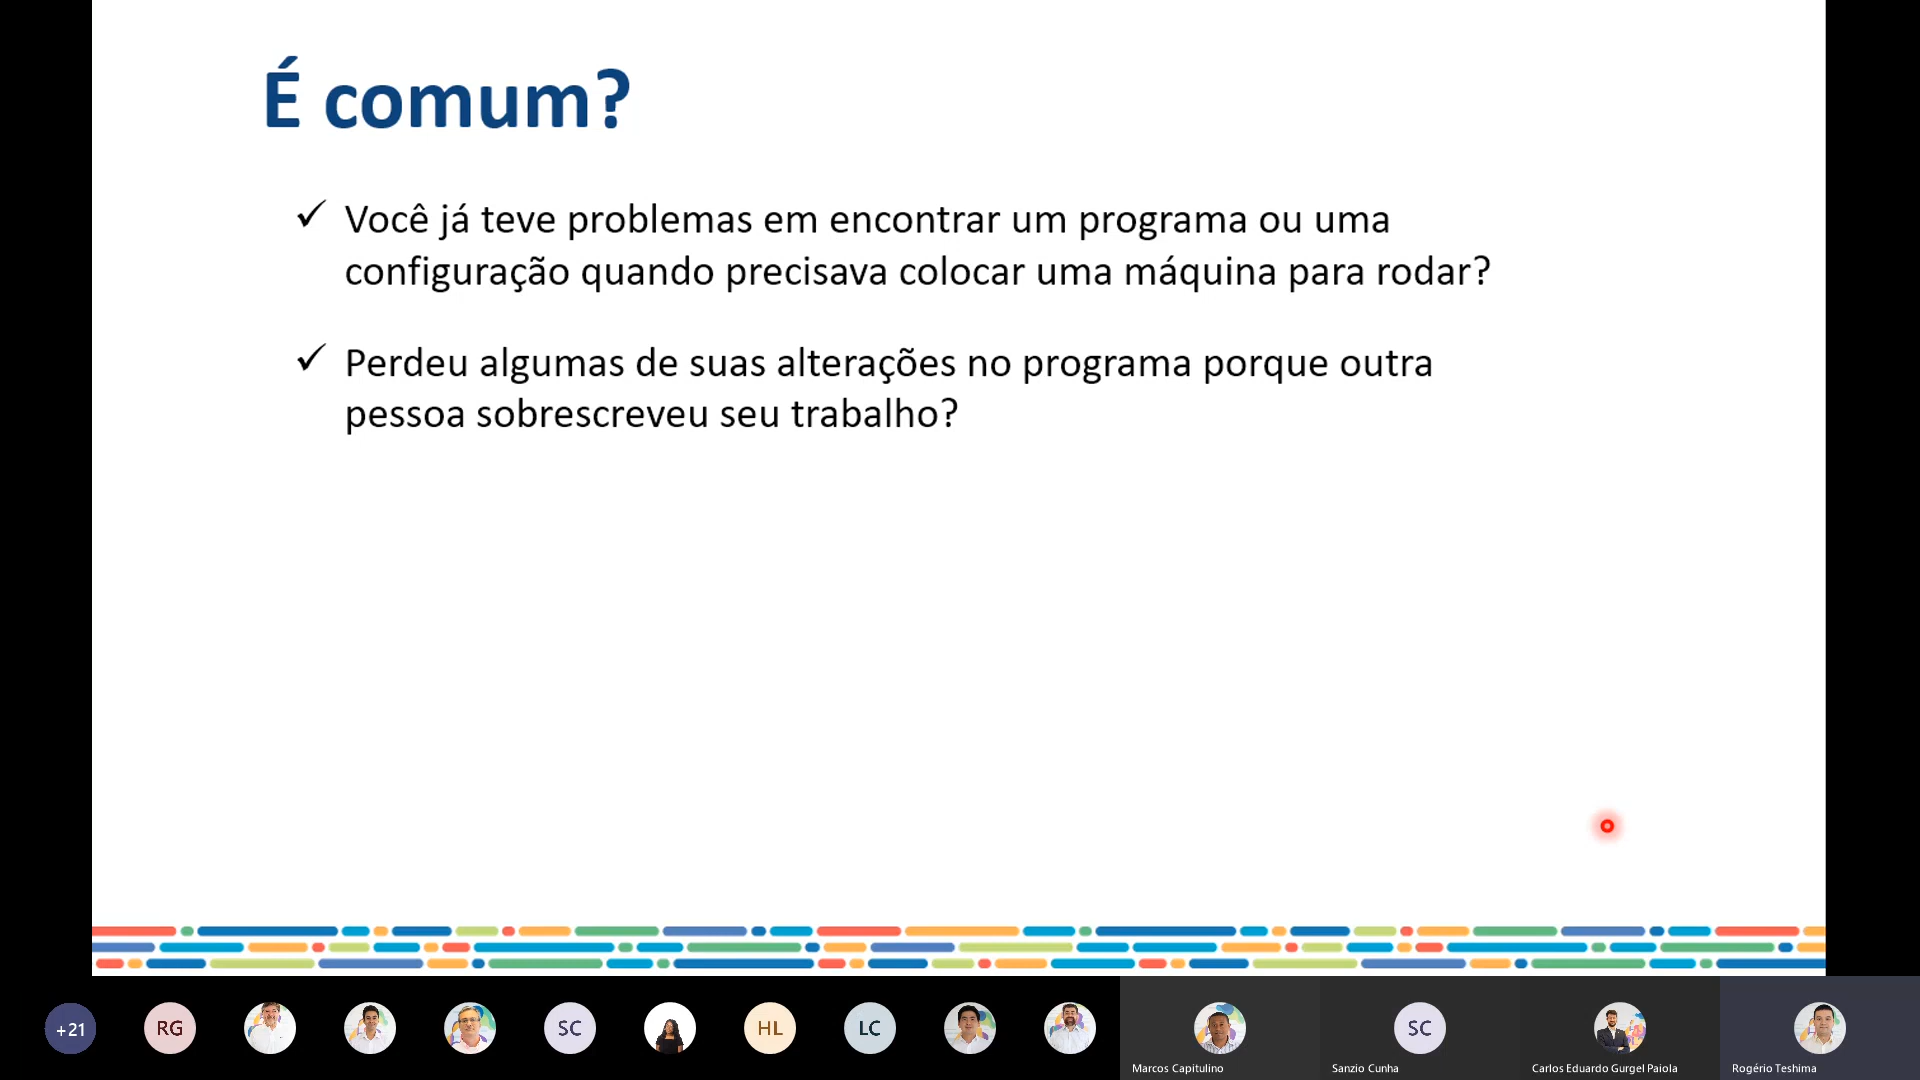 É comum?
✓ Você já teve problemas em encontrar um programa ou uma
configuração quando precisava colocar uma máquina para rodar?
✓ Perdeu algumas de suas alterações no programa porque outra
pessoa sobrescreveu seu trabalho?
+21
RG
SC
HL
LC
SC
Marcos Capitulino
Sanzio Cunha
Carlos Eduardo Gurgel Paiola
Rogério Teshima